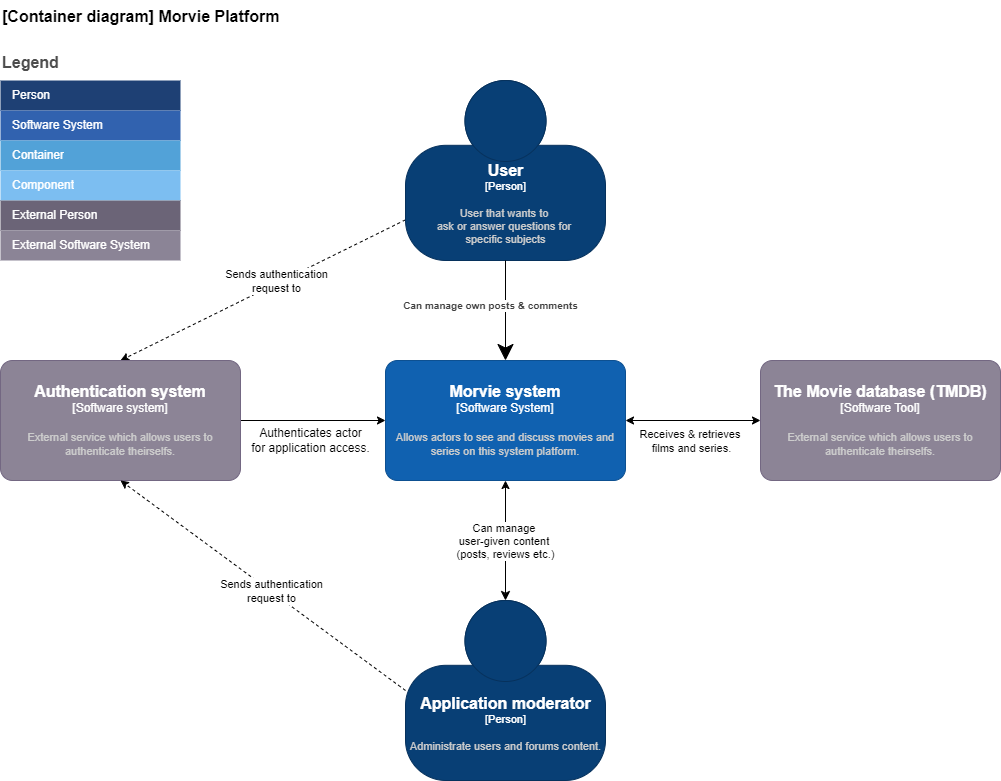 [Container diagram] Morvie Platform
Legend
Person
Software System
Container
Component
External Person
External Software System
User
[Person]
User that wants to
ask or answer questions for
specific subjects
Sends authentication
request to
Can manage own posts & comments
Authentication system
[Software system]
External service which allows users to
authenticate theirselfs.
Authenticates actor
for application access.
Morvie system
[Software System]
Allows actors to see and discuss movies and
series on this system platform.
Receives & retrieves
films and series.
The Movie database (TMDB)
[Software Tool]
External service which allows users to
authenticate theirselfs.
Can manage
user-given content
(posts, reviews etc.)
Sends authentication
request to
Application moderator
[Person]
Administrate users and forums content.